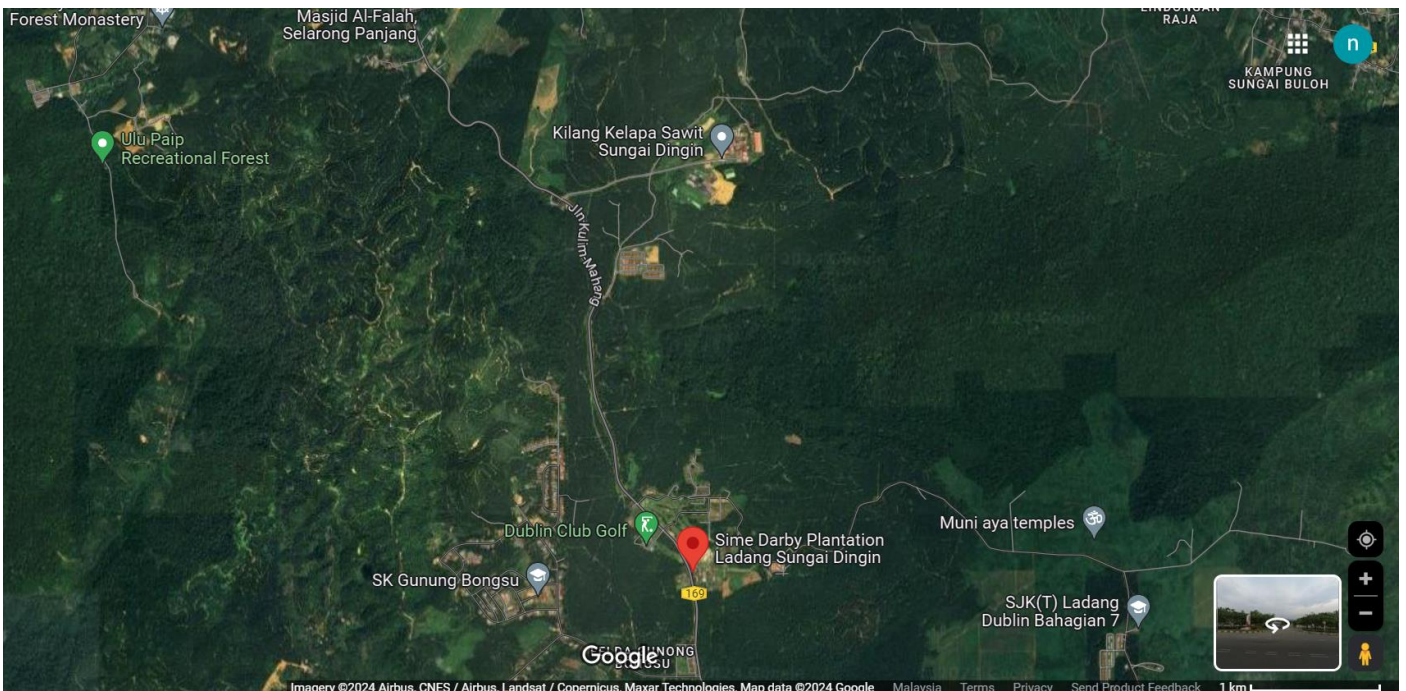 Forest Monastery
Masjid Al-Falah,
Selarong Panjang
RAJA
n
KAMPUNG
SUNGAI BULOH
Kilang Kelapa Sawit
Sungai Dingin
Ulu Paip
Recreational Forest
Jln Kulim-Mahang
Dublin Club Golf
Muni aya temples
Sime Darby Plantation
Ladang Sungai Dingin
SK Gunung Bongsu
169
SJK(T) Ladang
Dublin Bahagian 7
Google
Imagery ©2024 Airbus, CNES / Airbus, Landsat / Copernicus, Maxar Technologies, Map data ©2024 Google Malaysia Terms Privacy Send Product Feedback 1 km